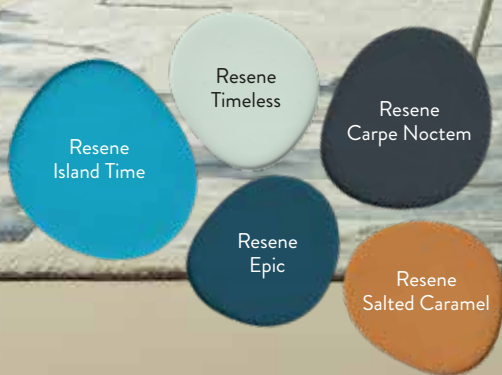 Resene
Timeless
Resene
Carpe Noctem
Resene
Island Time
Resene
Epic
Resene
Salted Caramel